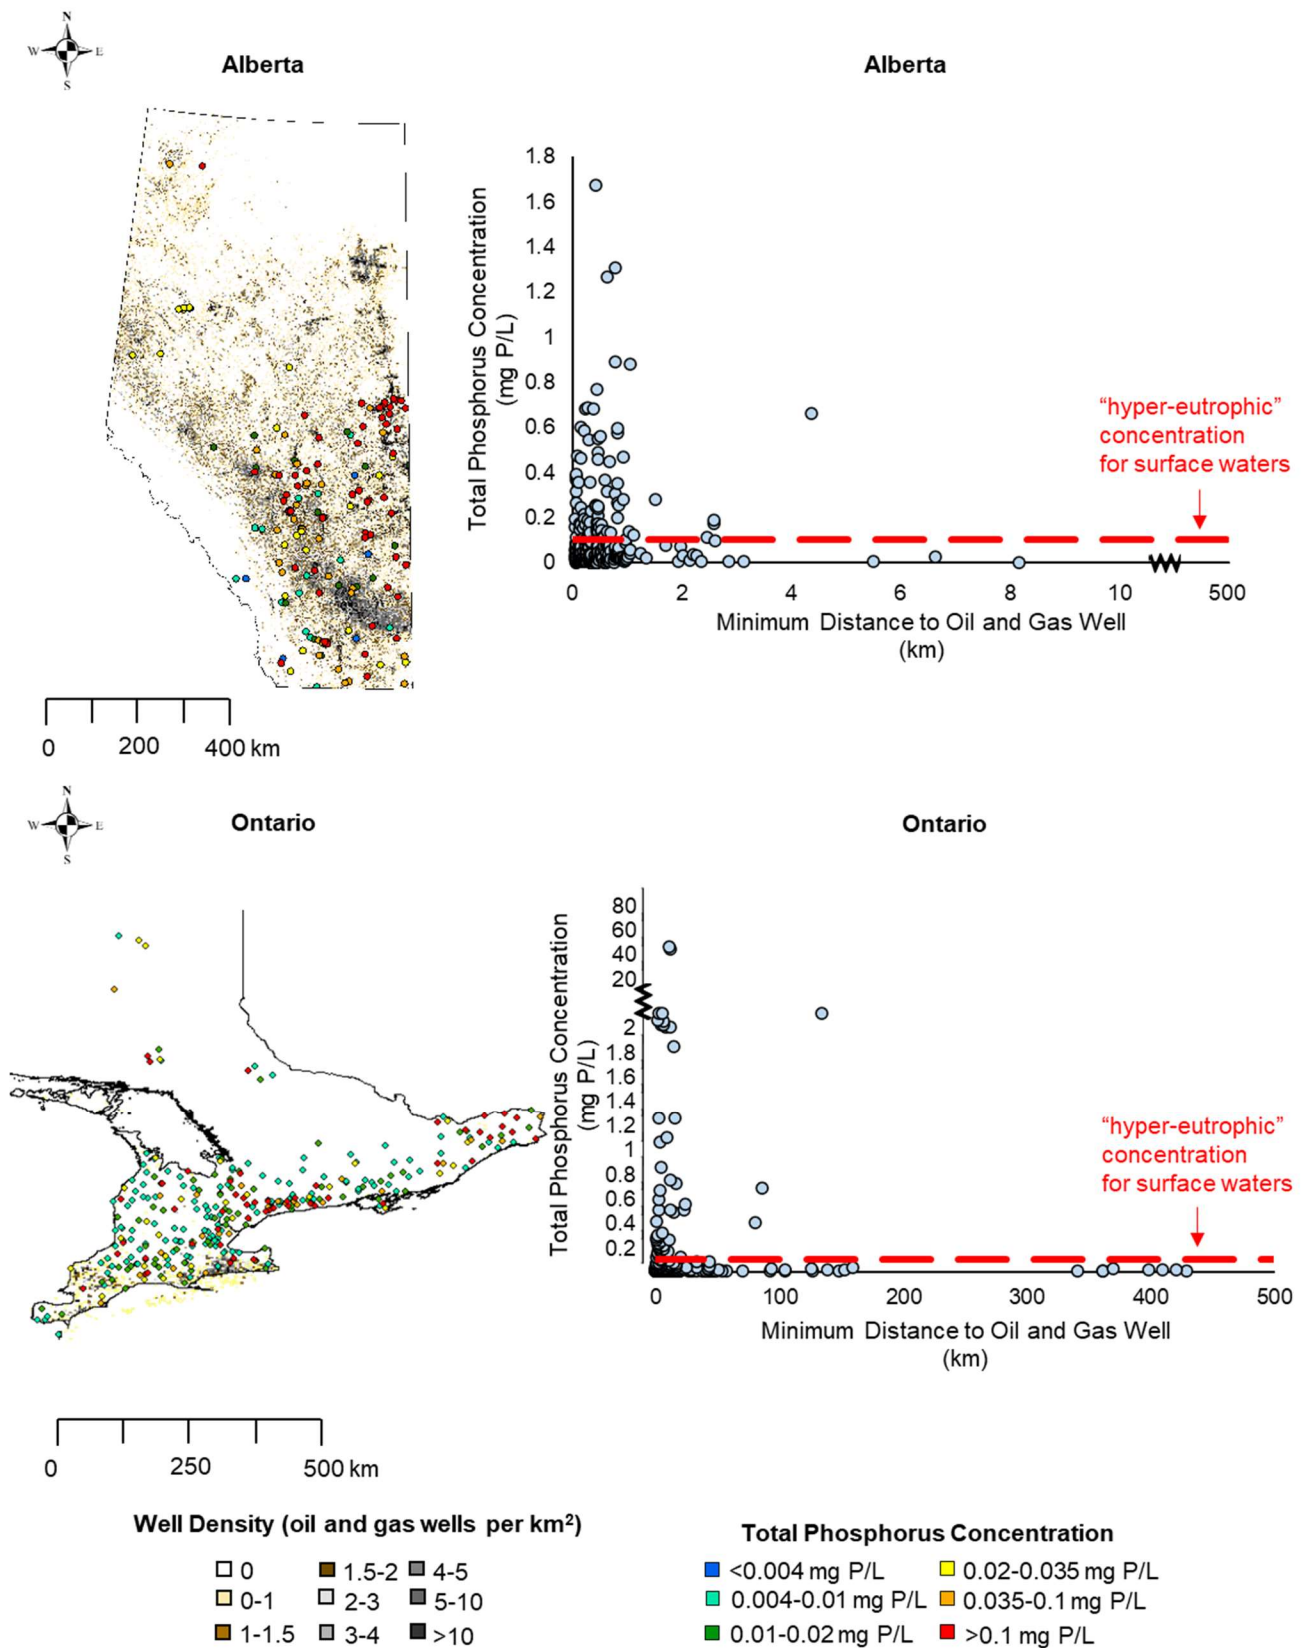 N
W E
S
Alberta
Alberta
Total Phosphorus Concentration
(mg P/L)
1.8
1.6
1.4
1.2
1
0.8
0.6
0.4
0.2
0
0 2 4 6 8 10 500
Minimum Distance to Oil and Gas Well
(km)
“hyper-eutrophic”
concentration
for surface waters
0 200 400 km
N
W E
S
Ontario
Ontario
Total Phosphorus Concentration
(mg P/L)
80
60
40
20
2
1.8
1.6
1.4
1.2
1
0.8
0.6
0.4
0.2
0 100 200 300 400 500
Minimum Distance to Oil and Gas Well
(km)
“hyper-eutrophic”
concentration
for surface waters
0 250 500 km
Well Density (oil and gas wells per km²)
0 1.5-2 4-5
0-1 2-3 5-10
1-1.5 3-4 >10
Total Phosphorus Concentration
<0.004 mg P/L 0.02-0.035 mg P/L
0.004-0.01 mg P/L 0.035-0.1 mg P/L
0.01-0.02 mg P/L >0.1 mg P/L